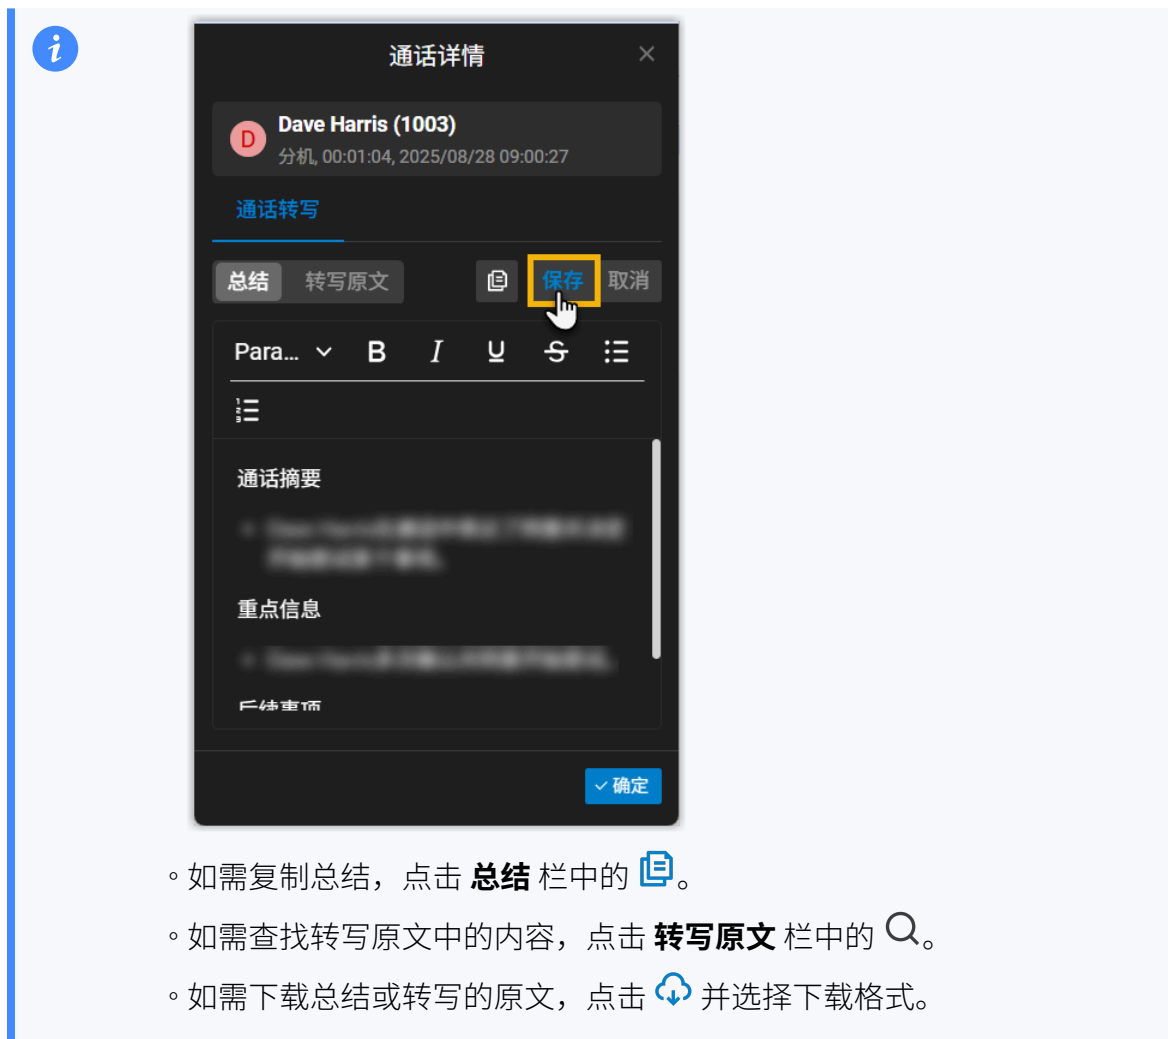 通话详情
D
Dave Harris (1003)
分机, 00:01:04, 2025/08/28 09:00:27
通话转写
总结 转写原文 保存 取消
Para... B I U S
通话摘要
重点信息
后续事项
确定
如需复制总结，点击 总结 栏中的 。
如需查找转写原文中的内容，点击 转写原文 栏中的 。
如需下载总结或转写的原文，点击 并选择下载格式。